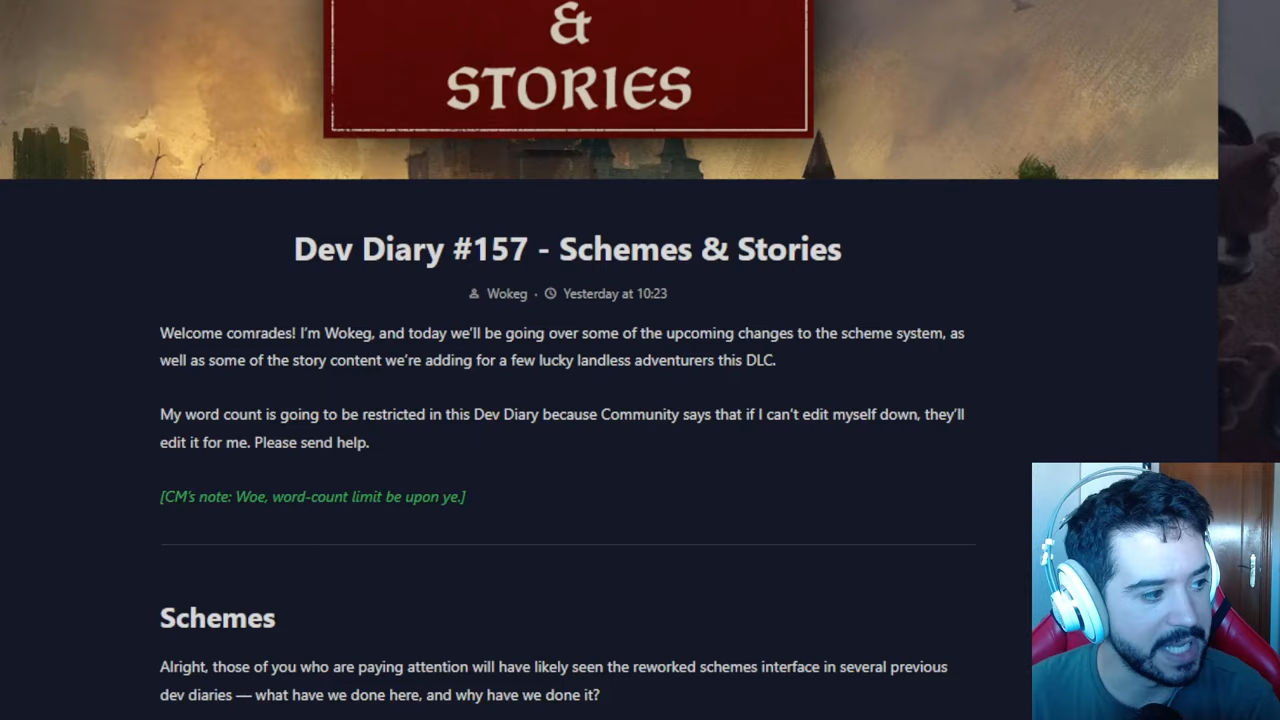 &
STORIES
Dev Diary #157 - Schemes & Stories
Wokeg · Yesterday at 10:23
Welcome comrades! I’m Wokeg, and today we’ll be going over some of the upcoming changes to the scheme system, as
well as some of the story content we’re adding for a few lucky landless adventurers this DLC.
My word count is going to be restricted in this Dev Diary because Community says that if I can’t edit myself down, they’ll
edit it for me. Please send help.
[CM’s note: Woe, word-count limit be upon ye.]
Schemes
Alright, those of you who are paying attention will have likely seen the reworked schemes interface in several previous
dev diaries — what have we done here, and why have we done it?